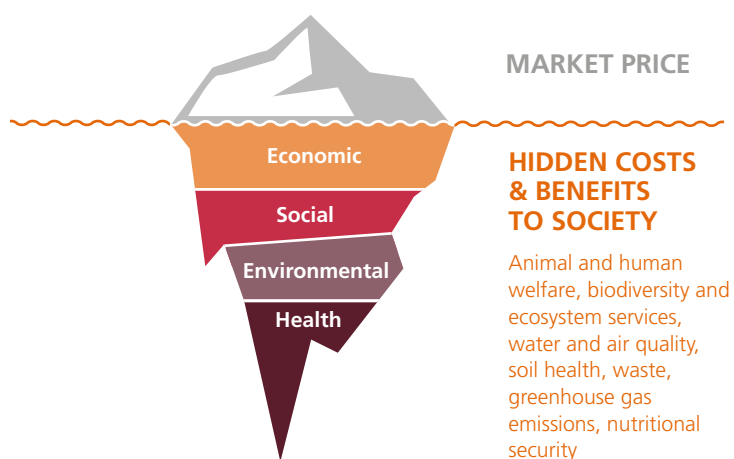 MARKET PRICE
Economic
Social
Environmental
Health
HIDDEN COSTS
& BENEFITS
TO SOCIETY
Animal and human
welfare, biodiversity and
ecosystem services,
water and air quality,
soil health, waste,
greenhouse gas
emissions, nutritional
security